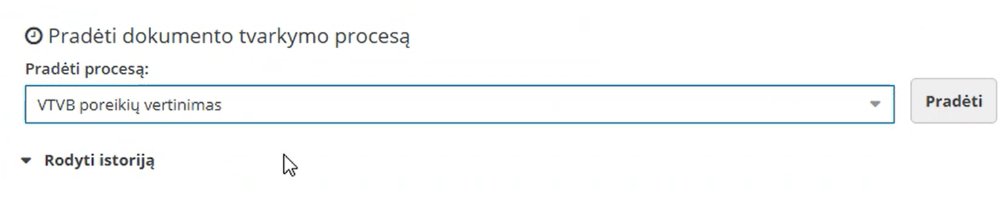 Pradėti dokumento tvarkymo procesą
Pradėti procesą:
VTVB poreikių vertinimas
Pradėti
Rodyti istoriją